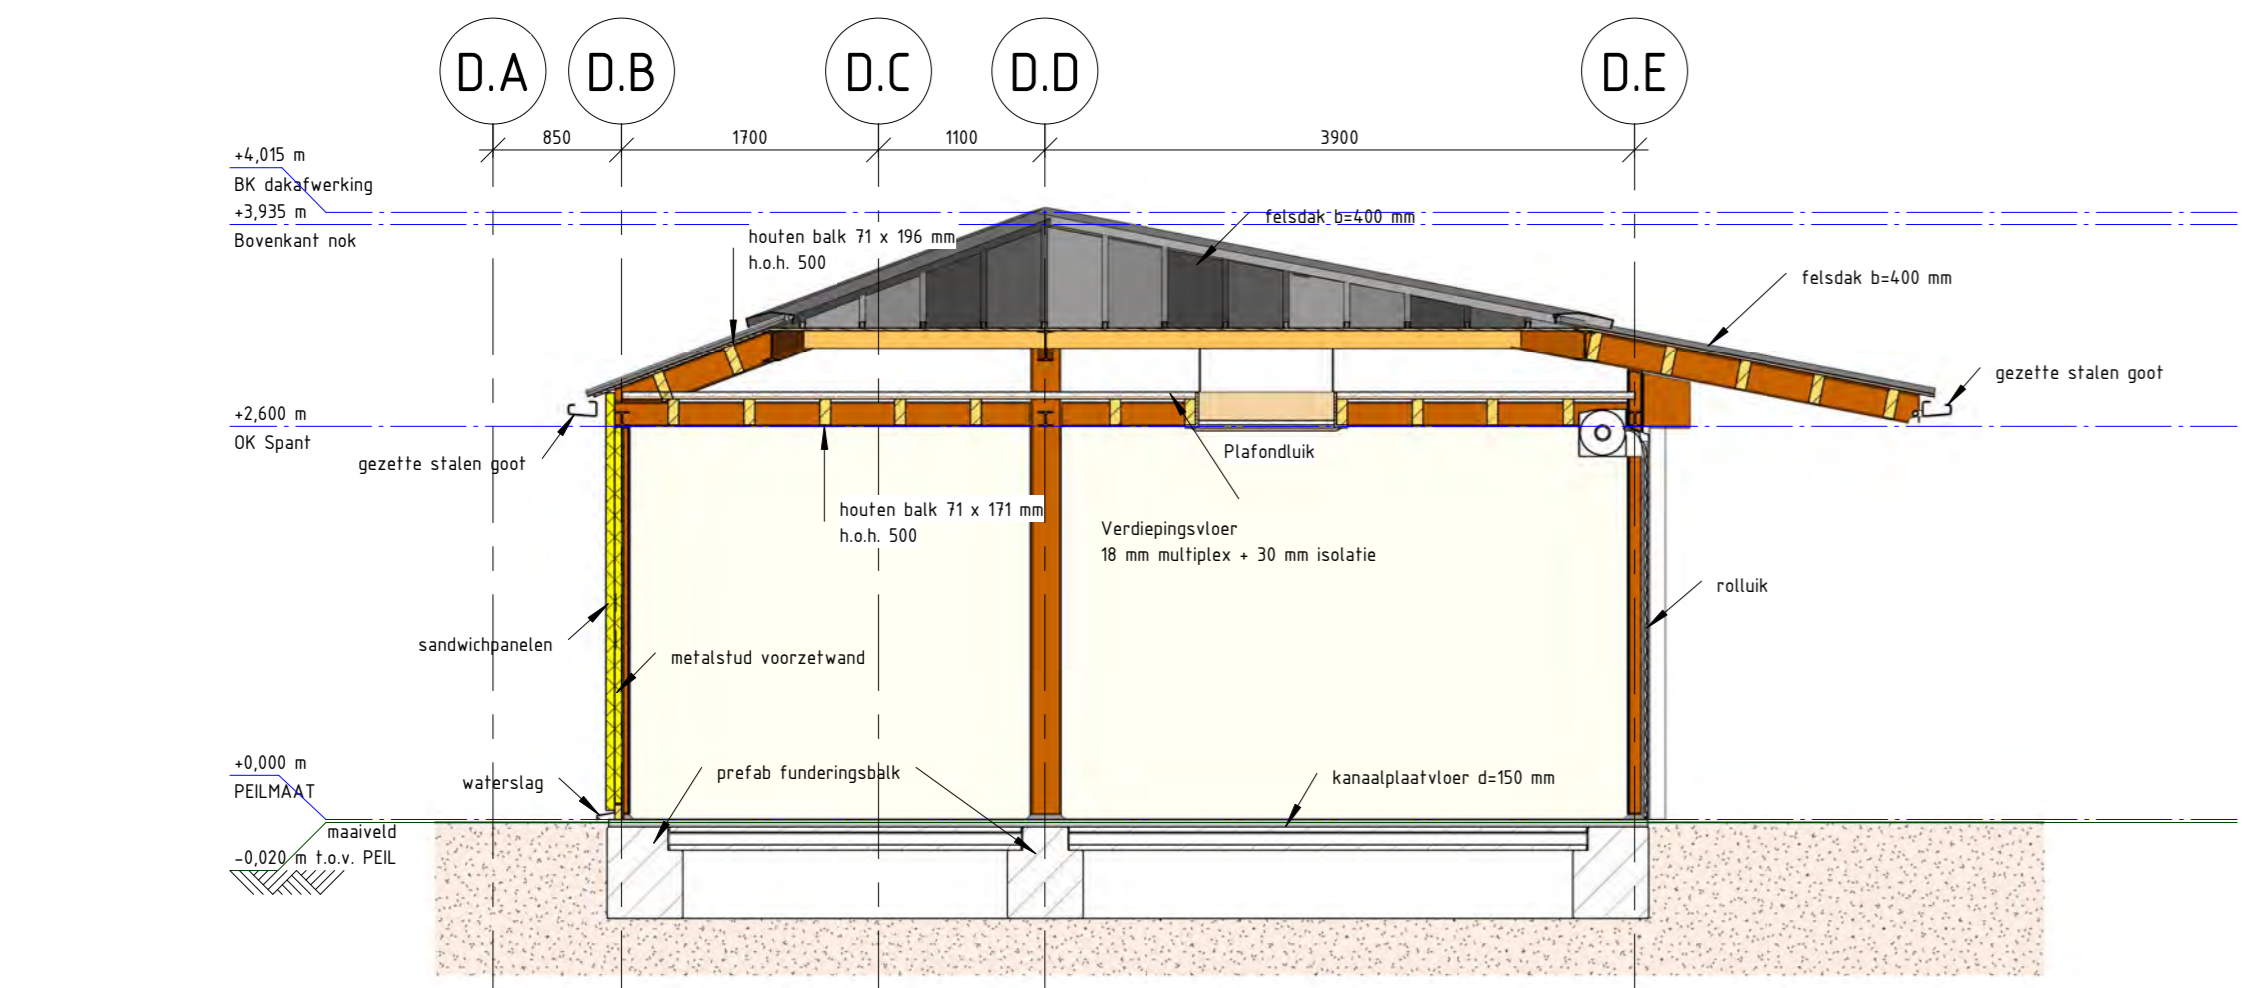 D.A D.B D.C D.D D.E
850 1700 1100 3900
+4,015 m
BK dakafwerking
+3,935 m
Bovenkant nok
houten balk 71 x 196 mm
h.o.h. 500
felsdak b=400 mm
felsdak b=400 mm
gezette stalen goot
+2,600 m
OK Spant
gezette stalen goot
Plafondluik
houten balk 71 x 171 mm
h.o.h. 500
Verdiepingsvloer
18 mm multiplex + 30 mm isolatie
rolluik
sandwichpanelen
metalstud voorzetwand
+0,000 m
PEILMAAT
waterslag
prefab funderingsbalk
kanaalplaatvloer d=150 mm
maaiveld
-0,020 m t.o.v. PEIL